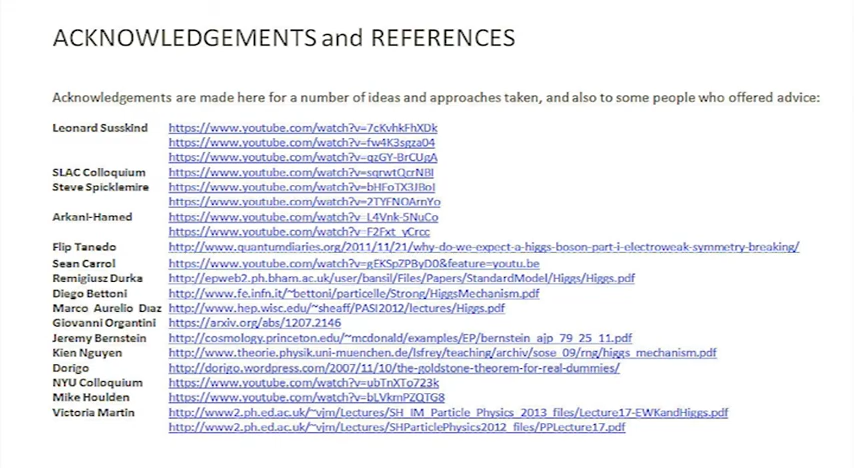 ACKNOWLEDGEMENTS and REFERENCES
Acknowledgements are made here for a number of ideas and approaches taken, and also to some people who offered advice:
Leonard Susskind https://www.youtube.com/watch?v=7cKvhkFhXDk
https://www.youtube.com/watch?v=fw4K3sgza04
https://www.youtube.com/watch?v=qzGY-BrCUgA
SLAC Colloquium https://www.youtube.com/watch?v=sqrwtQcrNBI
Steve Spicklemire https://www.youtube.com/watch?v=bHFoTX3JBoI
https://www.youtube.com/watch?v=2TYFNOArnYo
Arkani-Hamed https://www.youtube.com/watch?v=L4Vnk-5NuCo
https://www.youtube.com/watch?v=F2Fxt_yCrcc
Flip Tanedo http://www.quantumdiaries.org/2011/11/21/why-do-we-expect-a-higgs-boson-part-i-electroweak-symmetry-breaking/
Sean Carrol https://www.youtube.com/watch?v=gEKSpZPByD0&feature=youtu.be
Remigiusz Durka http://epweb2.ph.bham.ac.uk/user/bansil/Files/Papers/StandardModel/Higgs/Higgs.pdf
Diego Bettoni http://www.fe.infn.it/~bettoni/particelle/Strong/HiggsMechanism.pdf
Marco Aurelio Diaz http://www.hep.wisc.edu/~sheaff/PASI2012/lectures/Higgs.pdf
Giovanni Organtini https://arxiv.org/abs/1207.2146
Jeremy Bernstein http://cosmology.princeton.edu/~mcdonald/examples/EP/bernstein_ajp_79_25_11.pdf
Kien Nguyen http://www.theorie.physik.uni-muenchen.de/lsfrey/teaching/archiv/sose_09/rng/higgs_mechanism.pdf
Dorigo http://dorigo.wordpress.com/2007/11/10/the-goldstone-theorem-for-real-dummies/
NYU Colloquium https://www.youtube.com/watch?v=ubTnXTo723k
Mike Houlden https://www.youtube.com/watch?v=bLVkmPZQTG8
Victoria Martin http://www2.ph.ed.ac.uk/~vjm/Lectures/SH_IM_Particle_Physics_2013_files/Lecture17-EWKandHiggs.pdf
http://www2.ph.ed.ac.uk/~vjm/Lectures/SHParticlePhysics2012_files/PPLecture17.pdf